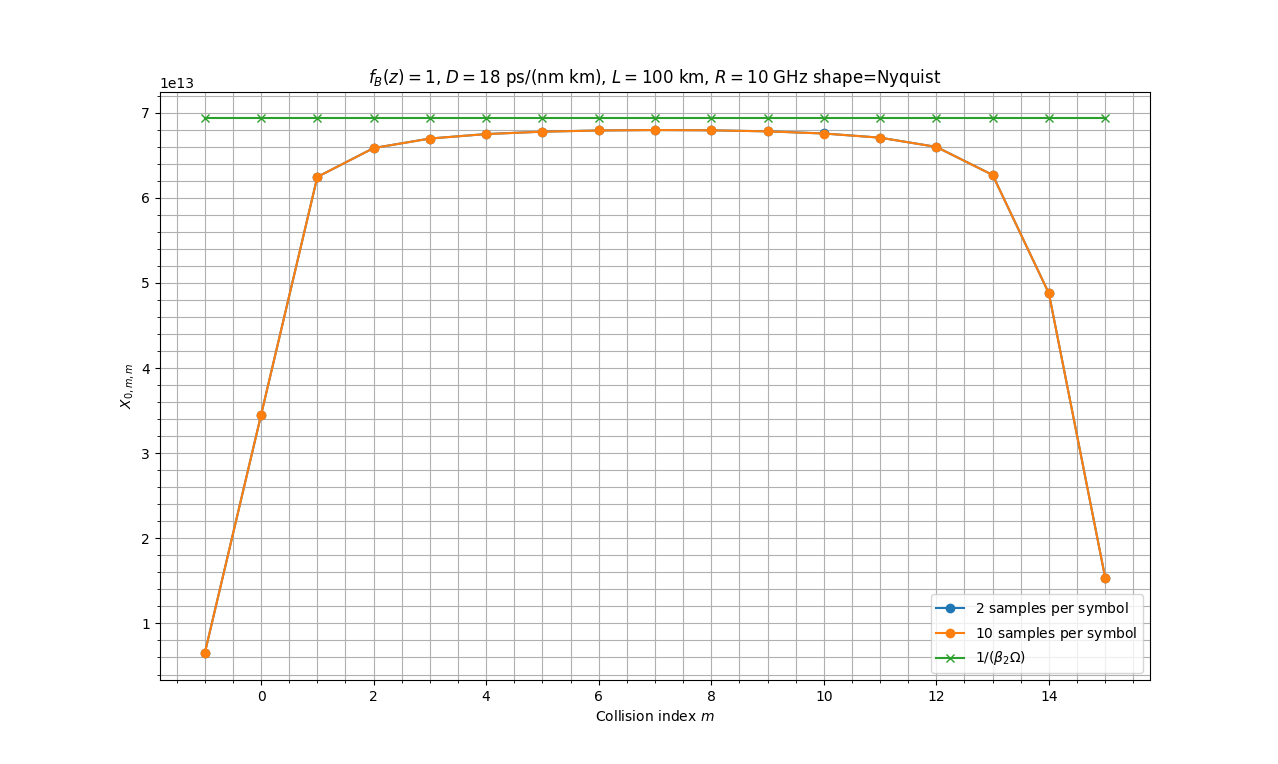 $f_B(z) = 1$, $D = 18$ ps/(nm km), $L = 100$ km, $R = 10$ GHz shape=Nyquist
1e13
7
6
5
4
3
2
1
$X_{0,m,m}$
0 2 4 6 8 10 12 14
Collision index $m$
2 samples per symbol
10 samples per symbol
$1/(\beta_2\Omega)$